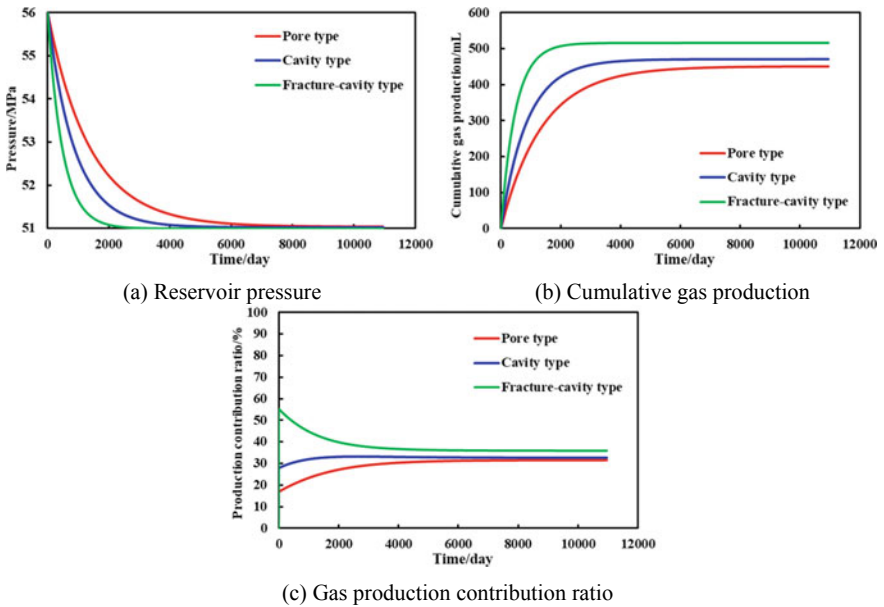 56
55
54
53
52
51
Pressure/MPa
Pore type
Cavity type
Fracture-cavity type
0 2000 4000 6000 8000 10000 12000
Time/day
(a) Reservoir pressure
600
500
400
300
200
100
0
Cumulative gas production/mL
Pore type
Cavity type
Fracture-cavity type
0 2000 4000 6000 8000 10000 12000
Time/day
(b) Cumulative gas production
100
90
80
70
60
50
40
30
20
10
0
Production contribution ratio/%
Pore type
Cavity type
Fracture-cavity type
0 2000 4000 6000 8000 10000 12000
Time/day
(c) Gas production contribution ratio